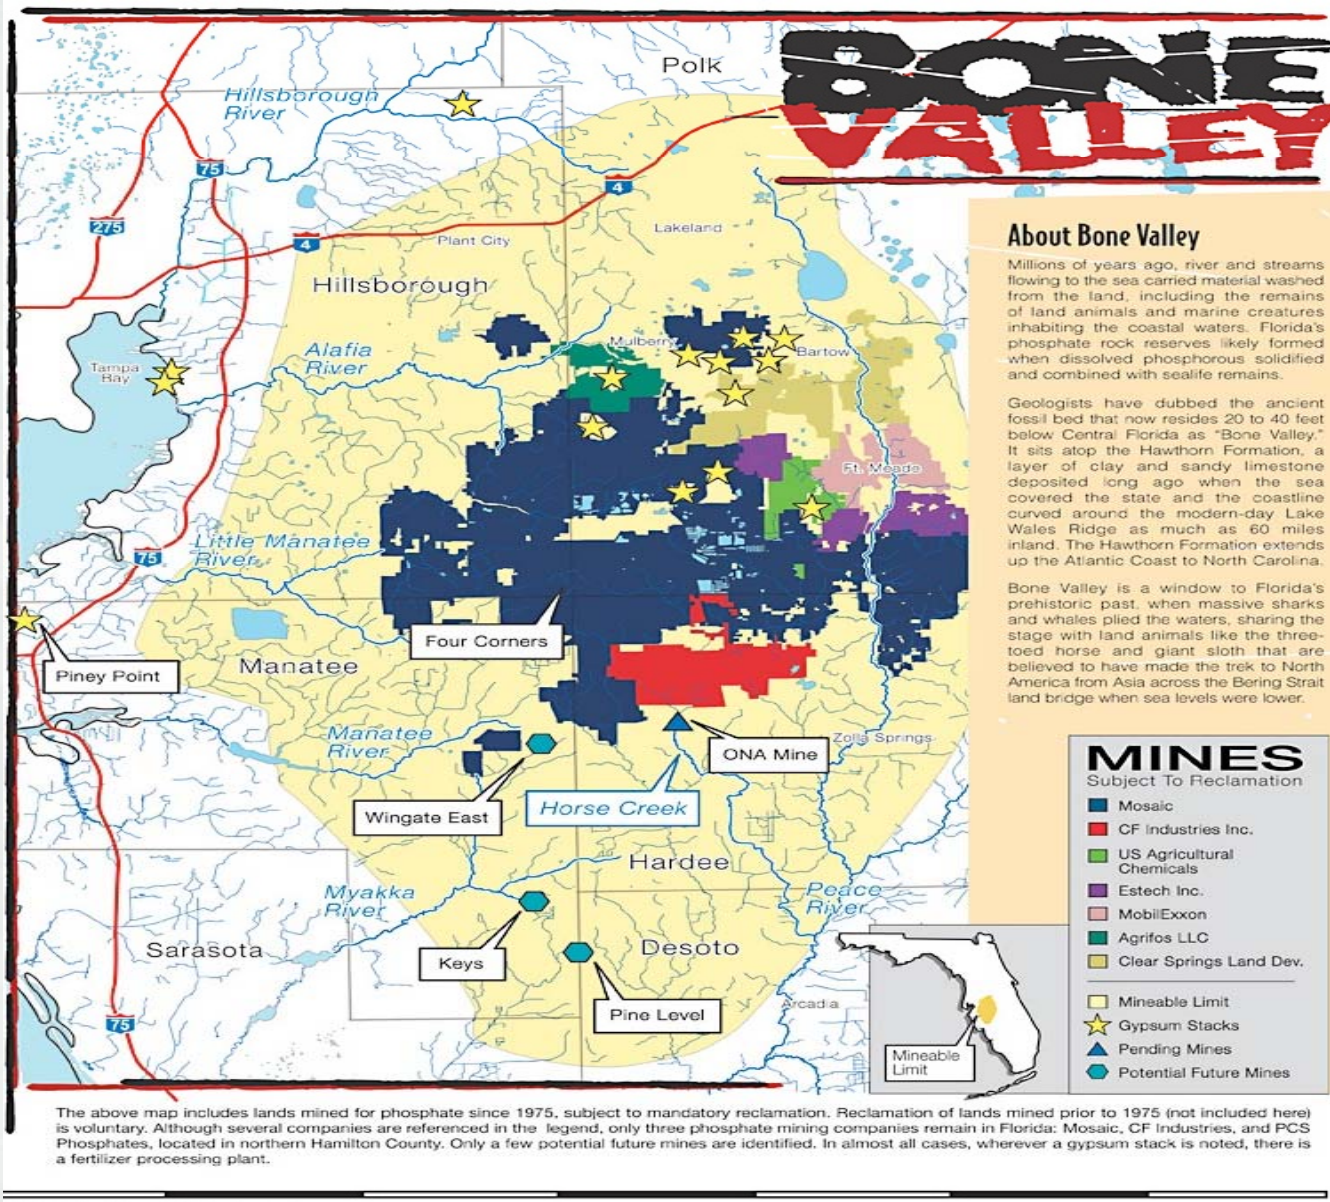 BONE
VALLEY
Polk
Hillsborough
River
75
4
275
4
Plant City
Lakeland
Hillsborough
Alafia
River
Mulberry
Bartow
Tampa
Bay
Ft. Meade
Little Manatee
River
75
Four Corners
Manatee
Piney Point
Manatee
River
ONA Mine
Zolla Springs
Wingate East
Horse Creek
Hardee
Myakka
River
Peace
River
Sarasota
Keys
Desoto
Pine Level
Arcadia
75
About Bone Valley
Millions of years ago, river and streams
flowing to the sea carried material washed
from the land, including the remains
of land animals and marine creatures
inhabiting the coastal waters. Florida's
phosphate rock reserves likely formed
when dissolved phosphorous solidified
and combined with sealife remains.
Geologists have dubbed the ancient
fossil bed that now resides 20 to 40 feet
below Central Florida as "Bone Valley."
It sits atop the Hawthorn Formation, a
layer of clay and sandy limestone
deposited long ago when the sea
covered the state and the coastline
curved around the modern-day Lake
Wales Ridge as much as 60 miles
inland. The Hawthorn Formation extends
up the Atlantic Coast to North Carolina.
Bone Valley is a window to Florida's
prehistoric past, when massive sharks
and whales plied the waters, sharing the
stage with land animals like the three-
toed horse and giant sloth that are
believed to have made the trek to North
America from Asia across the Bering Strait
land bridge when sea levels were lower.
MINES
Subject To Reclamation
Mosaic
CF Industries Inc.
US Agricultural
Chemicals
Estech Inc.
MobilExxon
Agrifos LLC
Clear Springs Land Dev.
Mineable Limit
Gypsum Stacks
Pending Mines
Potential Future Mines
Mineable
Limit
The above map includes lands mined for phosphate since 1975, subject to mandatory reclamation. Reclamation of lands mined prior to 1975 (not included here)
is voluntary. Although several companies are referenced in the legend, only three phosphate mining companies remain in Florida: Mosaic, CF Industries, and PCS
Phosphates, located in northern Hamilton County. Only a few potential future mines are identified. In almost all cases, wherever a gypsum stack is noted, there is
a fertilizer processing plant.